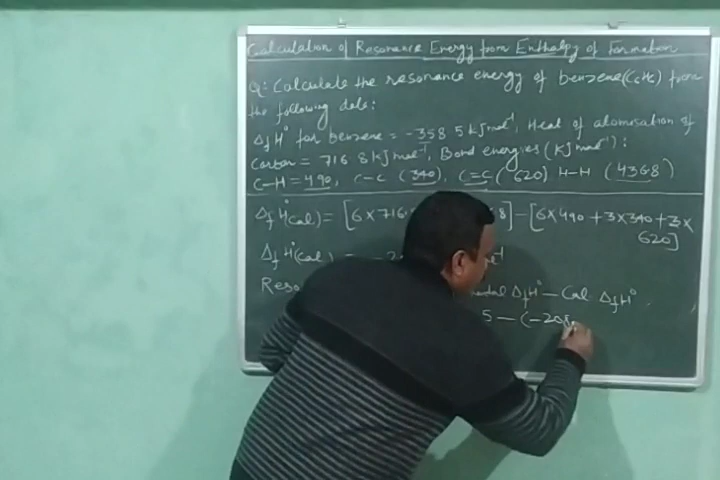 Calculation of Resonance Energy from Enthalpy of Formation
Q: Calculate the resonance energy of benzene (C6H6) from
the following data:
ΔfH° for benzene = -358.5 kJ mol⁻¹, Heat of atomisation of
Carbon = 716.8 kJ mol⁻¹, Bond energies (kJ mol⁻¹):
C-H = 490, C-C (340), C=C (620) H-H (436.8)
ΔfH°(Cal) = [6×716. 8] - [6×490 + 3×340 + 3×
620]
ΔfH°(Cal) =
Reso ΔfH° - Cal. ΔfH°
5 - (-208.